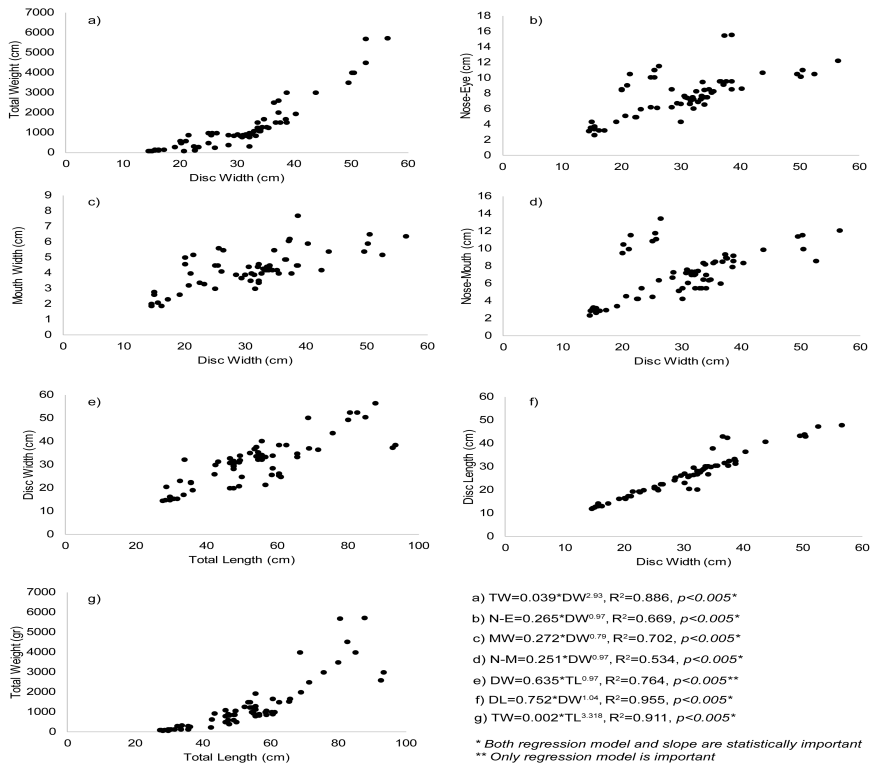 a)
Total Weight (cm)
7000
6000
5000
4000
3000
2000
1000
0
0 10 20 30 40 50 60
Disc Width (cm)
b)
Nose-Eye (cm)
18
16
14
12
10
8
6
4
2
0
0 10 20 30 40 50 60
Disc Width (cm)
c)
Mouth Width (cm)
9
8
7
6
5
4
3
2
1
0
0 10 20 30 40 50 60
Disc Width (cm)
d)
Nose-Mouth (cm)
16
14
12
10
8
6
4
2
0
0 10 20 30 40 50 60
Disc Width (cm)
e)
Disc Width (cm)
60
50
40
30
20
10
0
0 20 40 60 80 100
Total Length (cm)
f)
Disc Length (cm)
60
50
40
30
20
10
0
0 10 20 30 40 50 60
Disc Width (cm)
g)
Total Weight (gr)
7000
6000
5000
4000
3000
2000
1000
0
0 20 40 60 80 100
Total Length (cm)
a) TW=0.039*DW2.93, R2=0.886, p<0.005*
b) N-E=0.265*DW0.97, R2=0.669, p<0.005*
c) MW=0.272*DW0.79, R2=0.702, p<0.005*
d) N-M=0.251*DW0.97, R2=0.534, p<0.005*
e) DW=0.635*TL0.97, R2=0.764, p<0.005**
f) DL=0.752*DW1.04, R2=0.955, p<0.005*
g) TW=0.002*TL3.318, R2=0.911, p<0.005*
* Both regression model and slope are statistically important
** Only regression model is important